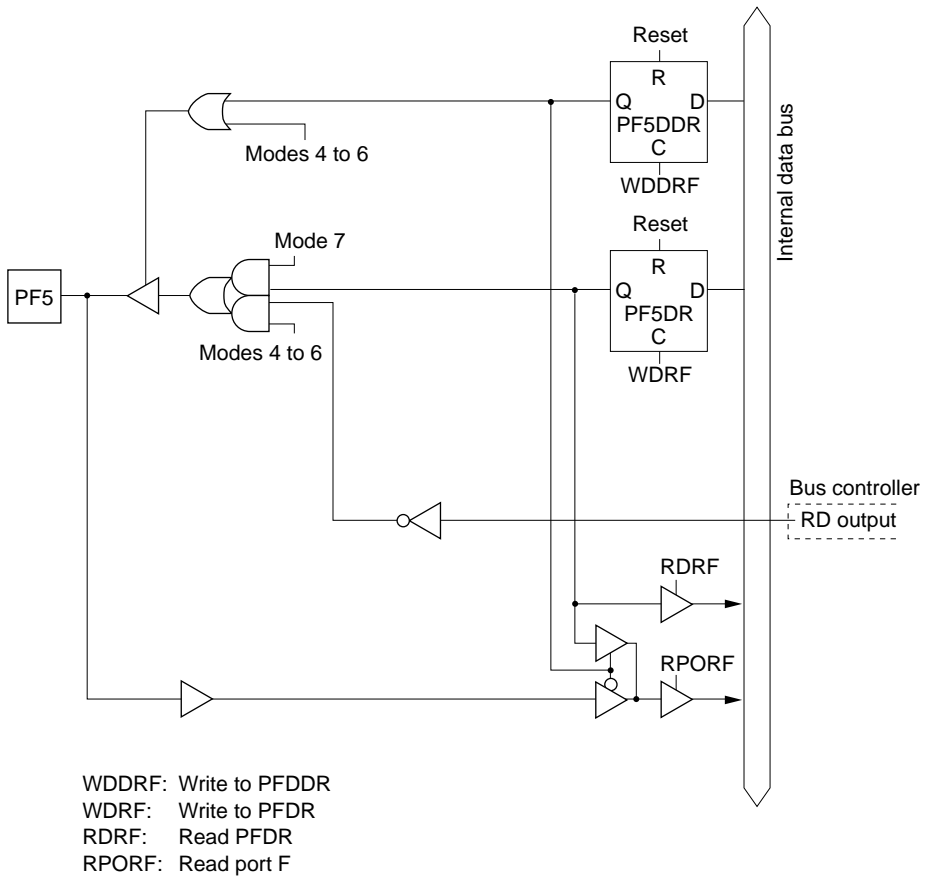 Reset
R
Q D
PF5DDR
C
WDDRF
Modes 4 to 6
Internal data bus
Reset
R
Q D
PF5DR
C
WDRF
Mode 7
PF5
Modes 4 to 6
Bus controller
RD output
RDRF
RPORF
WDDRF: Write to PFDDR
WDRF: Write to PFDR
RDRF: Read PFDR
RPORF: Read port F